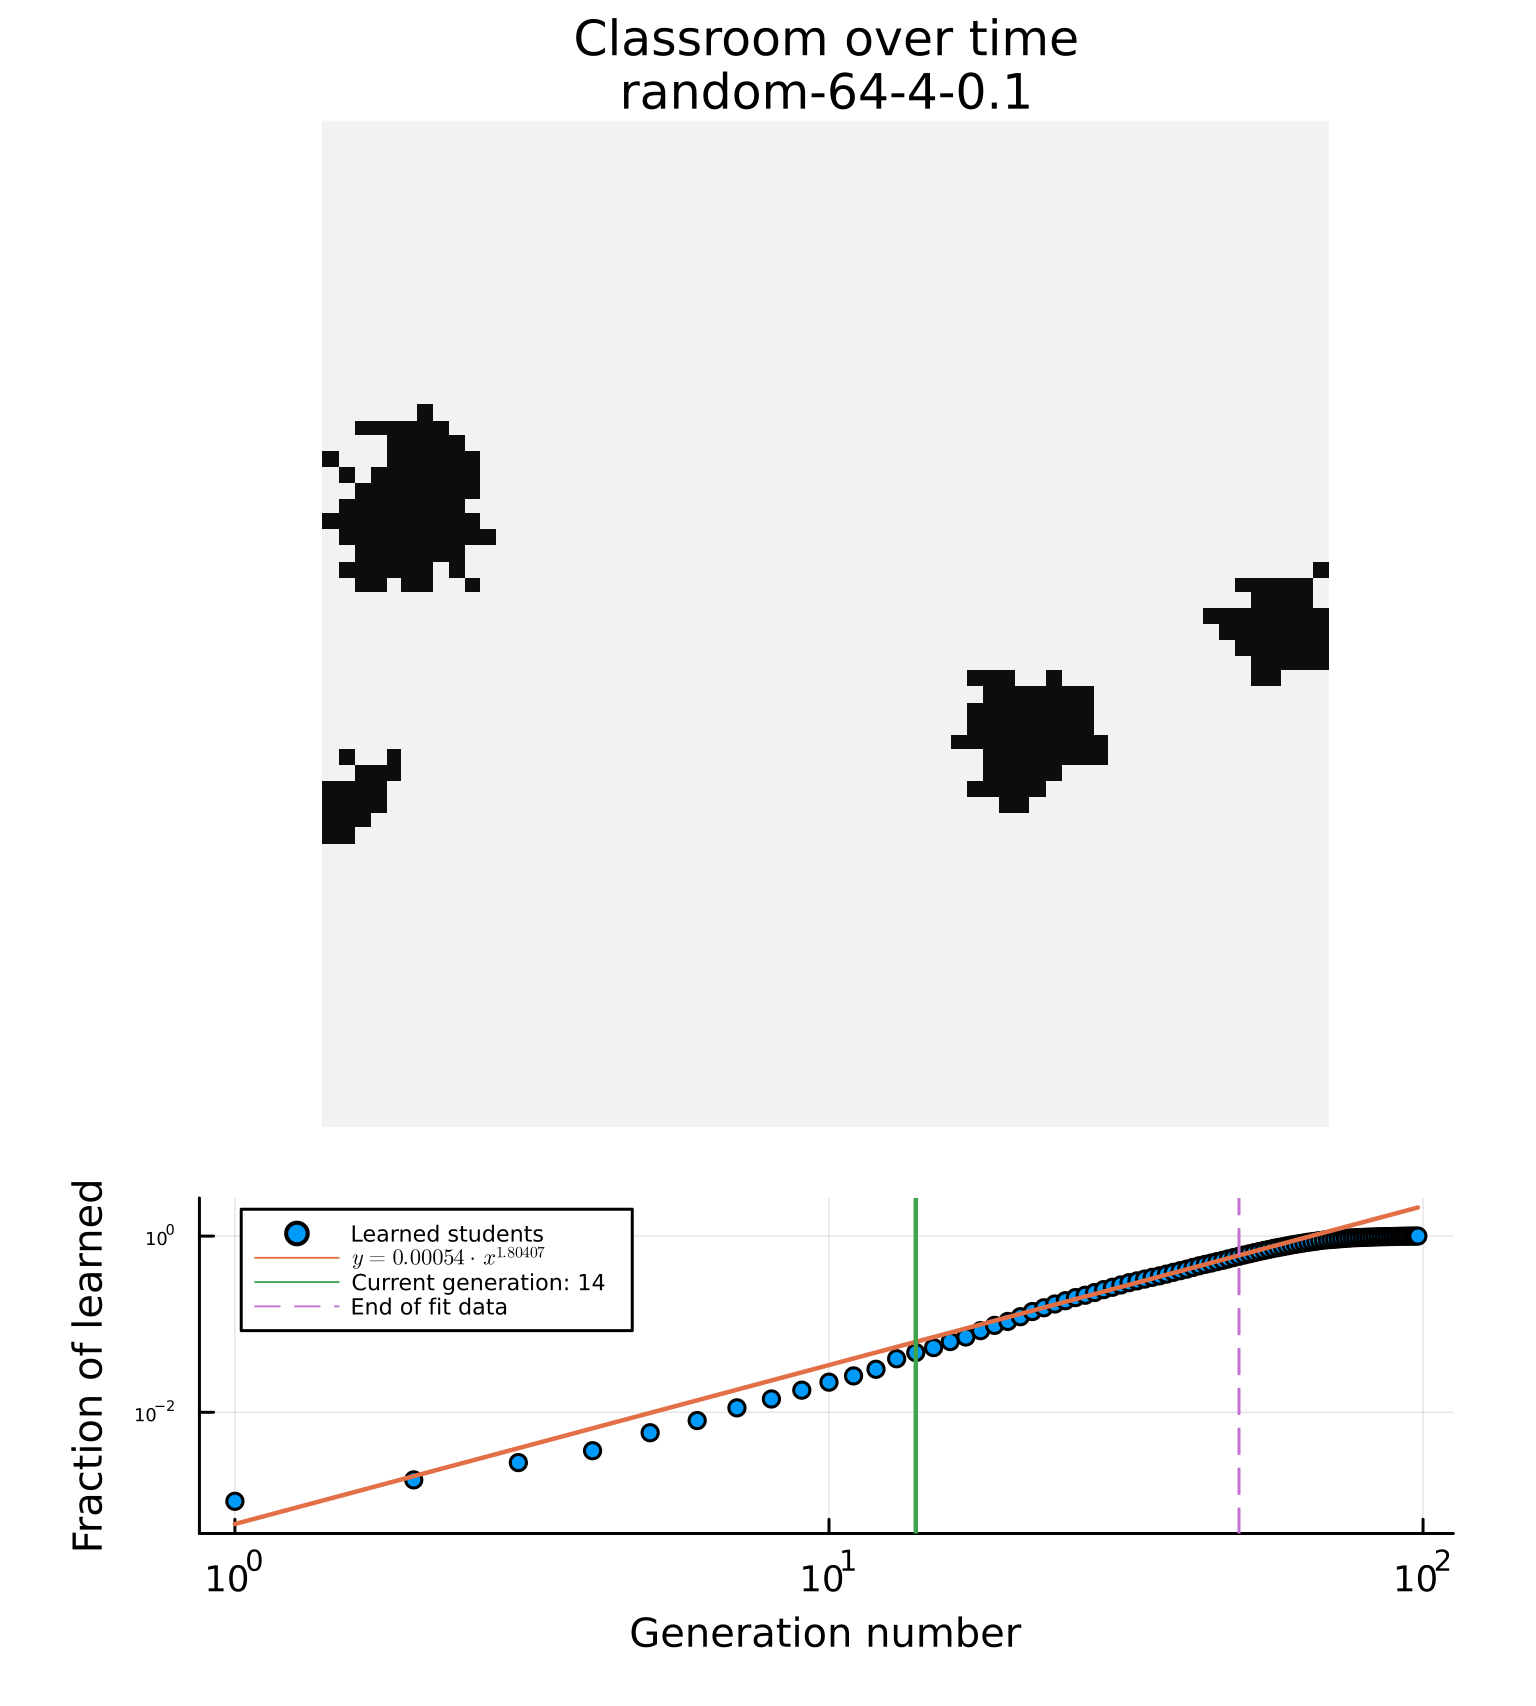 Classroom over time
random-64-4-0.1
Fraction of learned
10^0
10^-2
Learned students
y = 0.00054 · x^1.80407
Current generation: 14
End of fit data
10^0 10^1 10^2
Generation number